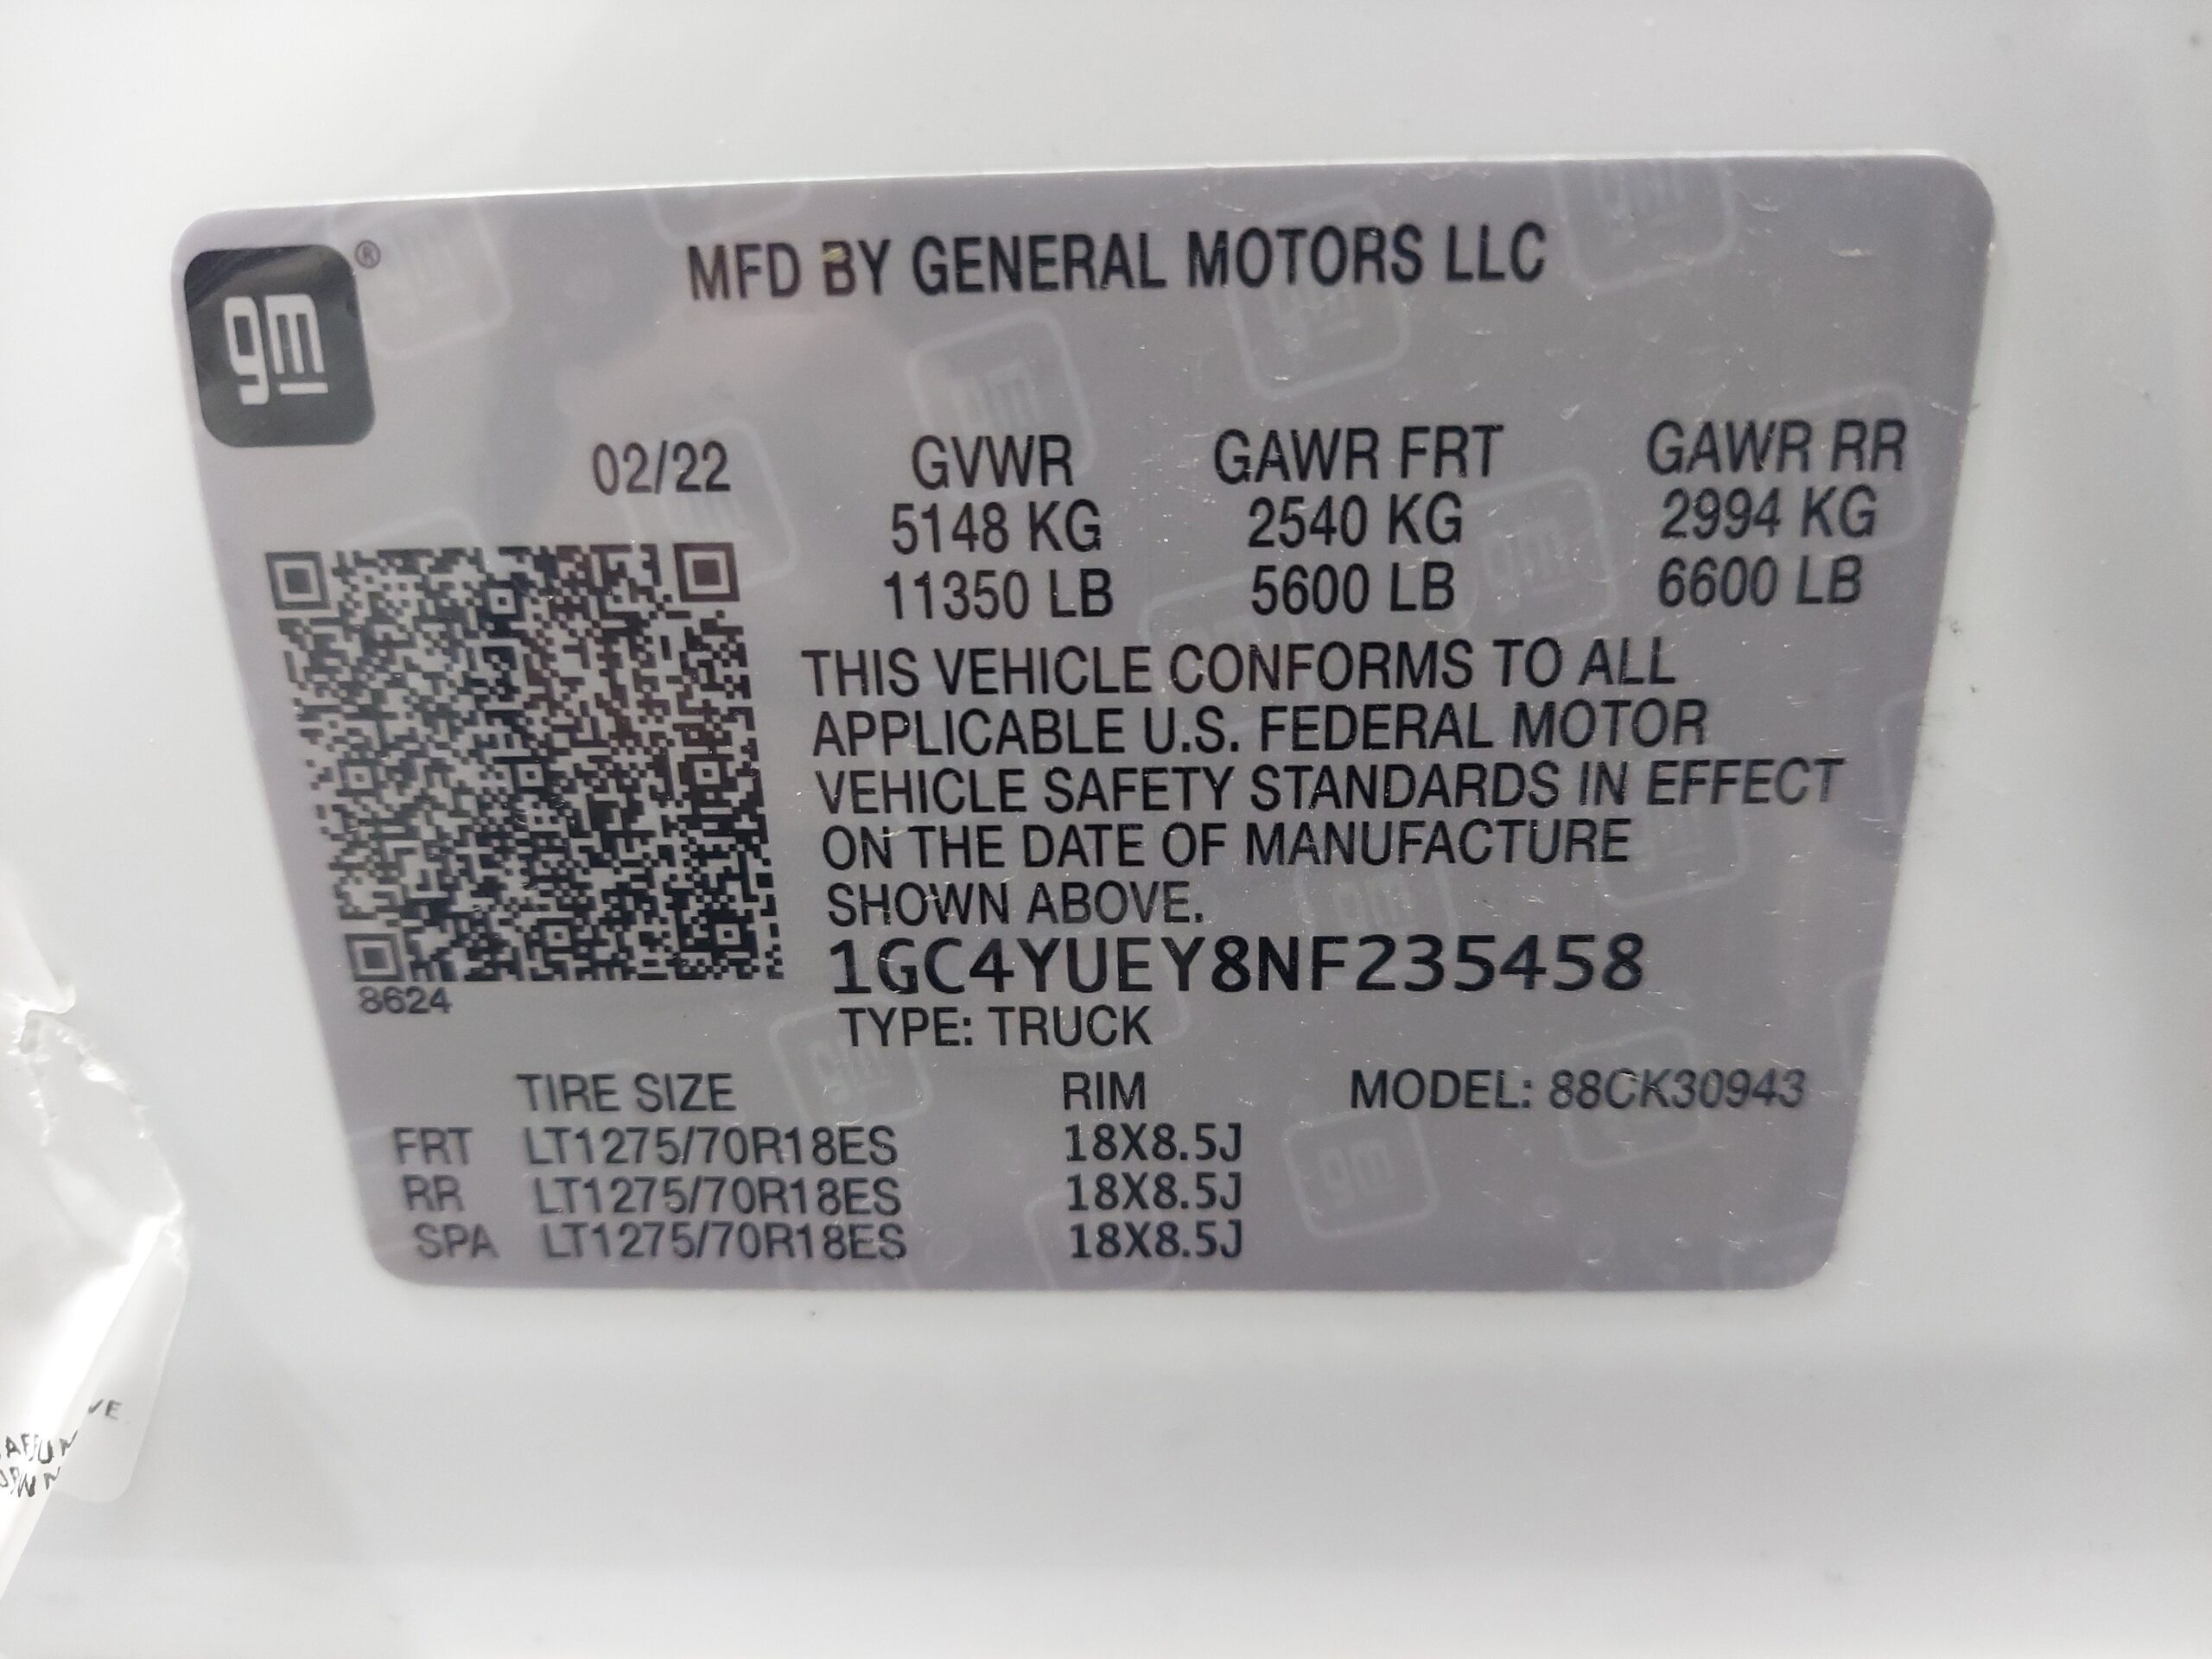 gm ®
MFD BY GENERAL MOTORS LLC
02/22 GVWR GAWR FRT GAWR RR
5148 KG 2540 KG 2994 KG
11350 LB 5600 LB 6600 LB
THIS VEHICLE CONFORMS TO ALL
APPLICABLE U.S. FEDERAL MOTOR
VEHICLE SAFETY STANDARDS IN EFFECT
ON THE DATE OF MANUFACTURE
SHOWN ABOVE.
1GC4YUEY8NF235458
8624
TYPE: TRUCK
TIRE SIZE RIM MODEL: 88CK30943
FRT LT1275/70R18ES 18X8.5J
RR LT1275/70R18ES 18X8.5J
SPA LT1275/70R18ES 18X8.5J